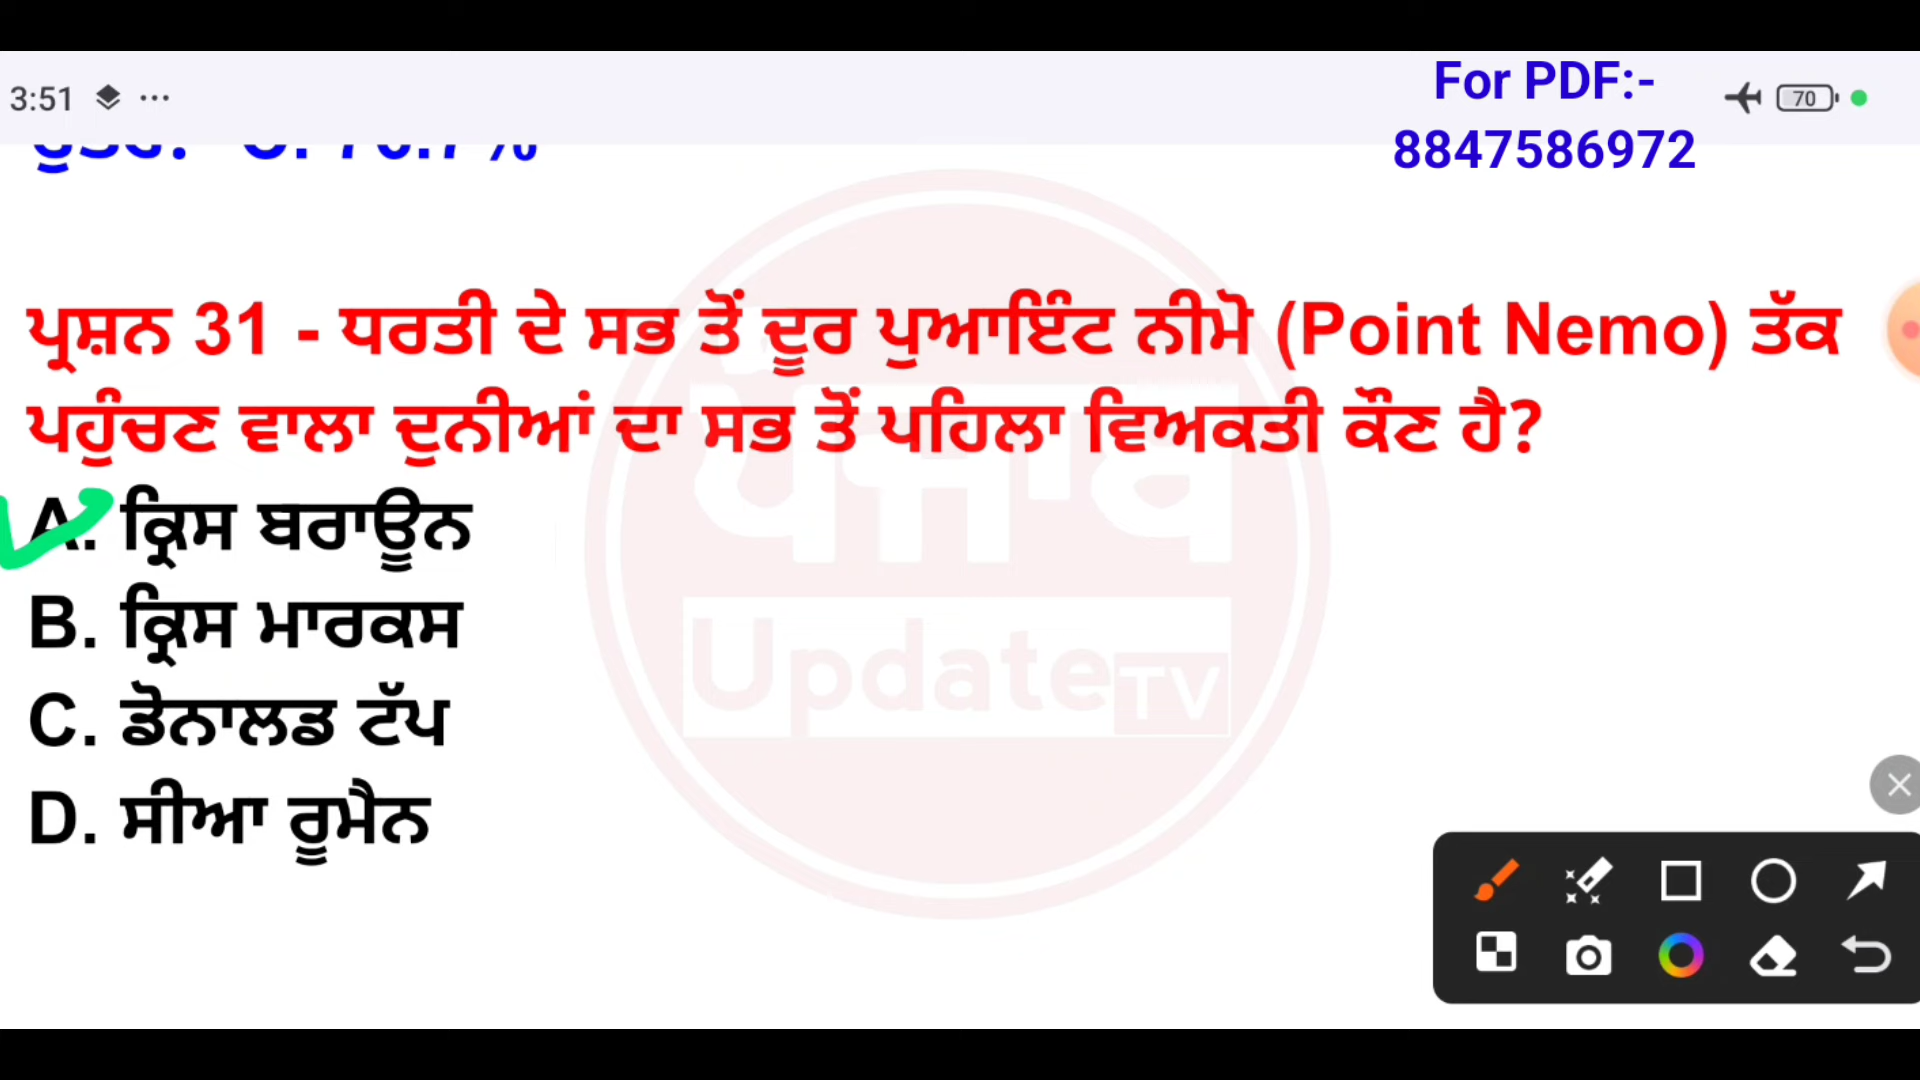 3:51
70
For PDF:-
8847586972
ਪ੍ਰਸ਼ਨ 31 - ਧਰਤੀ ਦੇ ਸਭ ਤੋਂ ਦੂਰ ਪੁਆਇੰਟ ਨੀਮੋ (Point Nemo) ਤੱਕ
ਪਹੁੰਚਣ ਵਾਲਾ ਦੁਨੀਆਂ ਦਾ ਸਭ ਤੋਂ ਪਹਿਲਾ ਵਿਅਕਤੀ ਕੌਣ ਹੈ?
A. ਕ੍ਰਿਸ ਬਰਾਊਨ
B. ਕ੍ਰਿਸ ਮਾਰਕਸ
C. ਡੋਨਾਲਡ ਟੱਪ
D. ਸੀਆ ਰੂਮੈਨ
ਪੰਜਾਬ
Update TV